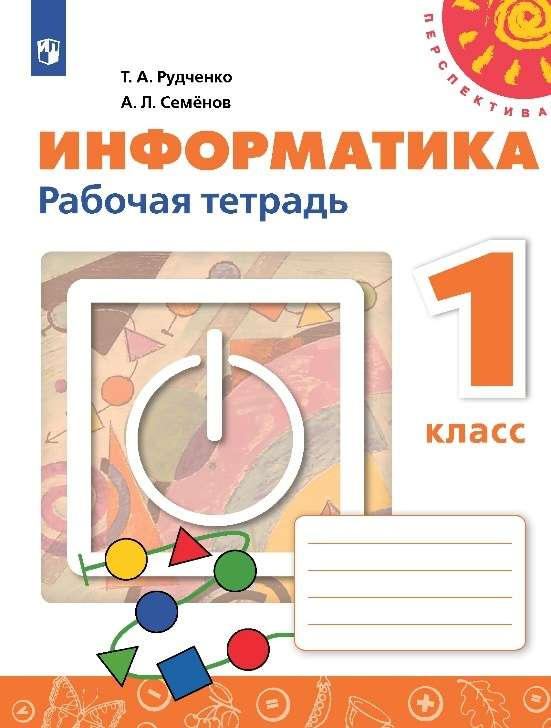 Т. А. Рудченко
А. Л. Семёнов
ПЕРСПЕКТИВА
ИНФОРМАТИКА
Рабочая тетрадь
1
класс